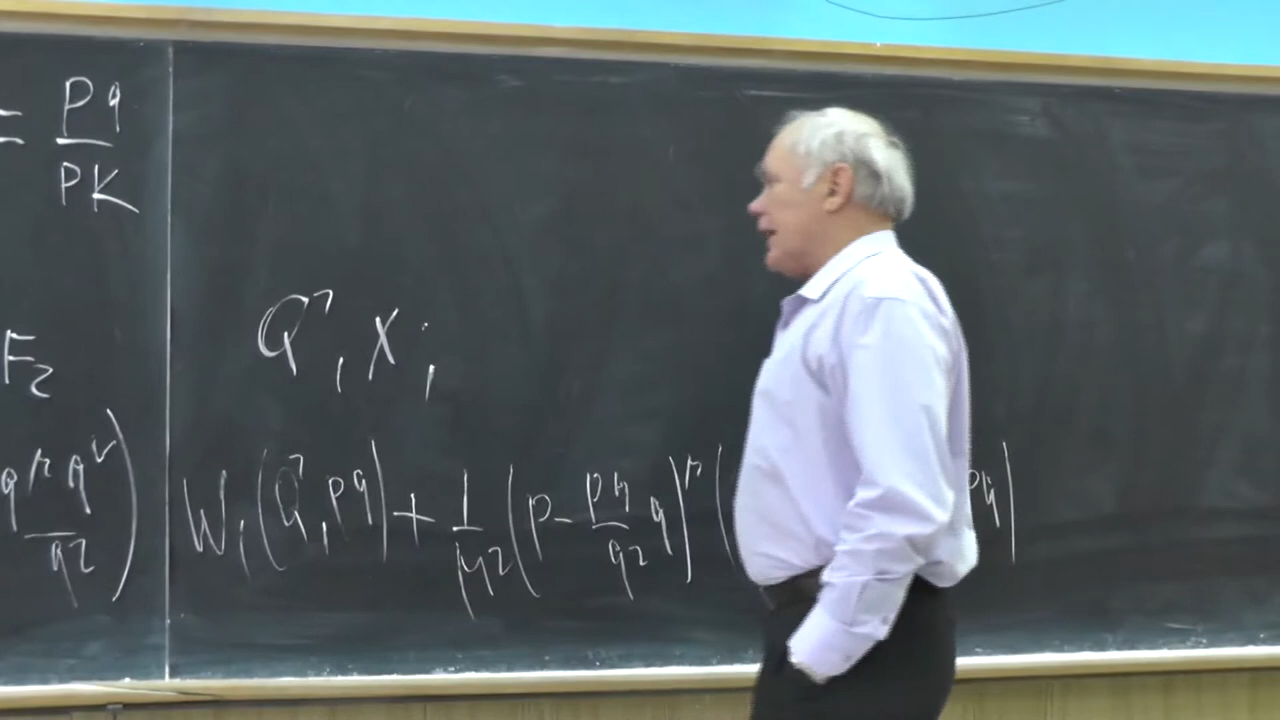 = Pq / PK
Q², x ;
F₂
q^μ q^ν / q² ) W₁ (Q², pq) + 1/M² (p - pq/q² q)^μ (
pq)